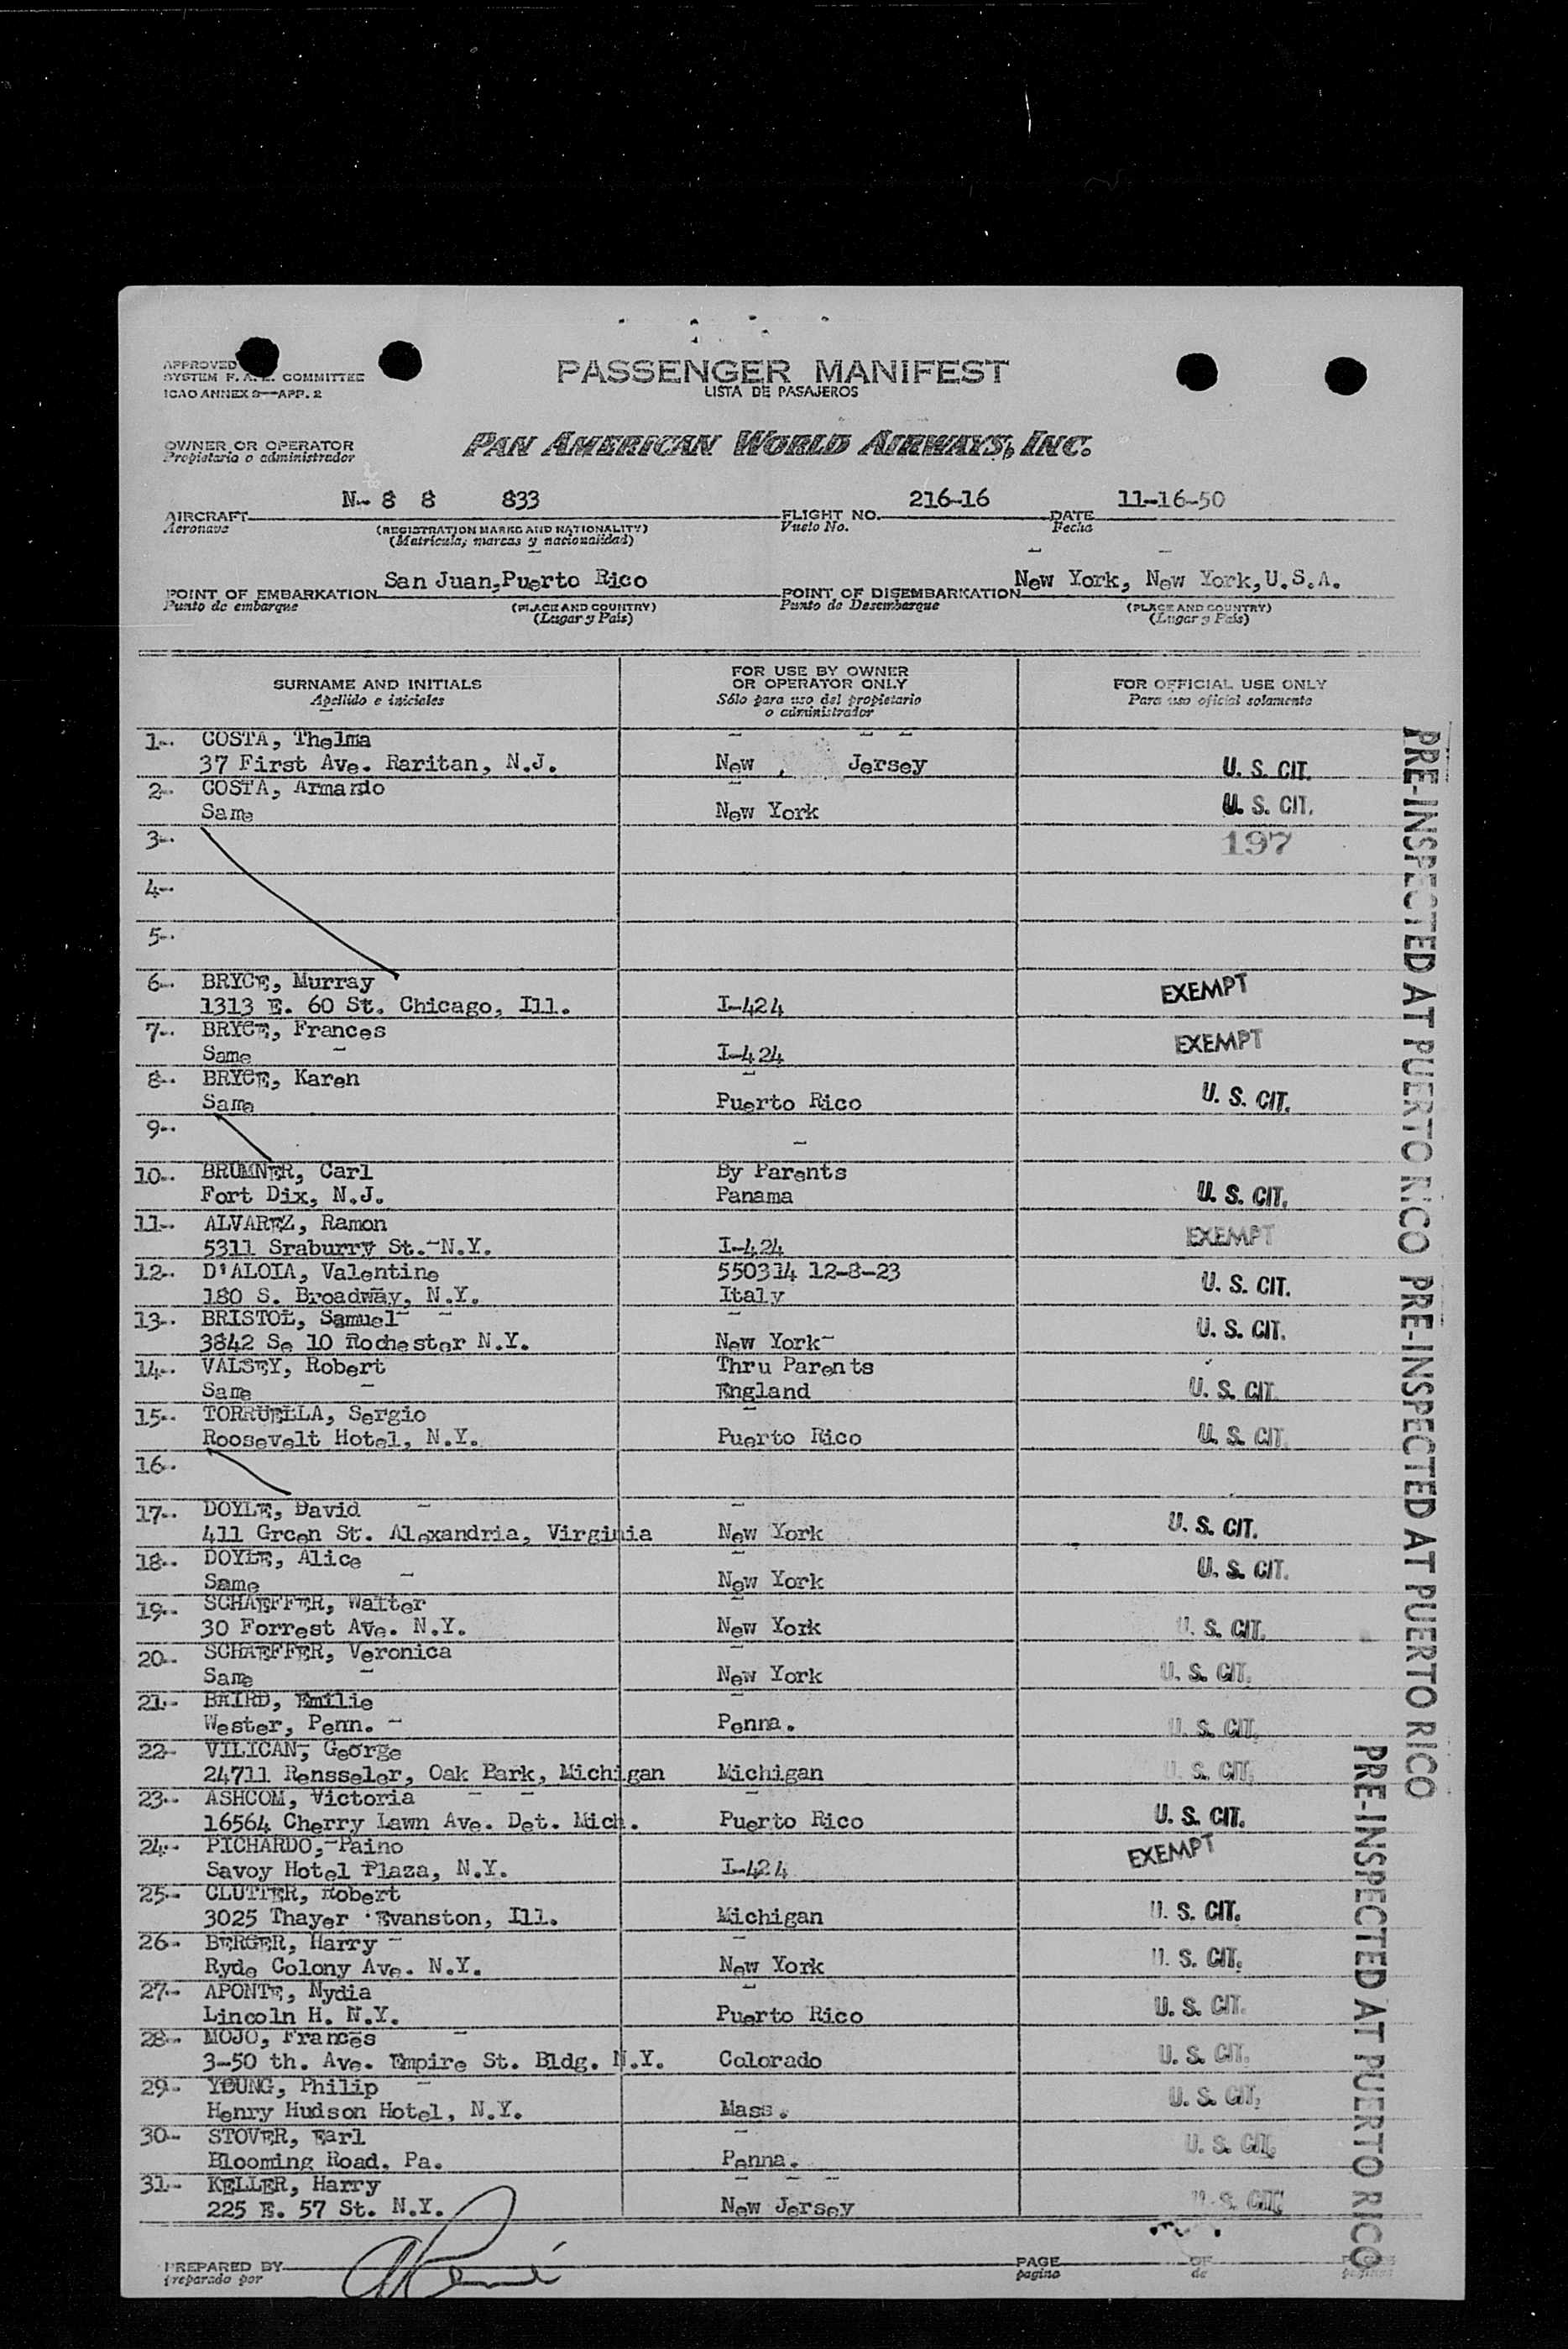 APPROVED
SYSTEM F. A. L. COMMITTEE
ICAO ANNEX 9—APP. 2
PASSENGER MANIFEST
LISTA DE PASAJEROS
OWNER OR OPERATOR
Propietario o administrador
PAN AMERICAN WORLD AIRWAYS, INC.
N-- 8 8 833
216-16
11-16-50
AIRCRAFT
Aeronave
(REGISTRATION MARKS AND NATIONALITY)
(Matrícula, marcas y nacionalidad)
FLIGHT NO.
Vuelo No.
DATE
Fecha
San Juan, Puerto Rico
New York, New York, U.S.A.
POINT OF EMBARKATION
Punto de embarque
(PLACE AND COUNTRY)
(Lugar y País)
POINT OF DISEMBARKATION
Punto de Desembarque
(PLACE AND COUNTRY)
(Lugar y País)
SURNAME AND INITIALS
Apellido e iniciales
FOR USE BY OWNER
OR OPERATOR ONLY
Sólo para uso del propietario
o administrador
FOR OFFICIAL USE ONLY
Para uso oficial solamente
1-- COSTA, Thelma
37 First Ave. Raritan, N.J. New , Jersey U. S. CIT.
2-- COSTA, Armando
Same New York U. S. CIT.
3-- 197
4--
5--
6-- BRYCE, Murray
1313 E. 60 St. Chicago, Ill. I-424 EXEMPT
7-- BRYCE, Frances
Same I-424 EXEMPT
8-- BRYCE, Karen
Same Puerto Rico U. S. CIT.
9--
10-- BRUMNER, Carl By Parents
Fort Dix, N.J. Panama U. S. CIT.
11-- ALVAREZ, Ramon
5311 Sraburry St. N.Y. I-424 EXEMPT
12-- D'ALOIA, Valentine 550314 12-8-23
180 S. Broadway, N.Y. Italy U. S. CIT.
13-- BRISTOL, Samuel
3842 Se 10 Rochester N.Y. New York U. S. CIT.
14-- VALSEY, Robert Thru Parents
Same England U. S. CIT.
15-- TORRUELLA, Sergio
Roosevelt Hotel, N.Y. Puerto Rico U. S. CIT.
16--
17-- DOYLE, David
411 Green St. Alexandria, Virginia New York U. S. CIT.
18-- DOYLE, Alice
Same New York U. S. CIT.
19-- SCHAEFFER, Walter
30 Forrest Ave. N.Y. New York U. S. CIT.
20-- SCHAEFFER, Veronica
Same New York U. S. CIT.
21-- BAIRD, Emilie
Wester, Penn. Penna. U. S. CIT.
22- VILICAN, George
24711 Rensseler, Oak Park, Michigan Michigan U. S. CIT.
23-- ASHCOM, Victoria
16564 Cherry Lawn Ave. Det. Mich. Puerto Rico U. S. CIT.
24-- PICHARDO, Paino
Savoy Hotel Plaza, N.Y. I-424 EXEMPT
25-- CLUTTER, Robert
3025 Thayer Evanston, Ill. Michigan U. S. CIT.
26- BERGER, Harry
Ryde Colony Ave. N.Y. New York U. S. CIT.
27-- APONTE, Nydia
Lincoln H. N.Y. Puerto Rico U. S. CIT.
28-- MOJO, Frances
3-50 th. Ave. Empire St. Bldg. N.Y. Colorado U. S. CIT.
29- YOUNG, Philip
Henry Hudson Hotel, N.Y. Mass. U. S. CIT.
30-- STOVER, Earl
Blooming Road, Pa. Penna. U. S. CIT.
31-- KELLER, Harry
225 E. 57 St. N.Y. New Jersey U. S. CIT.
PRE-INSPECTED AT PUERTO RICO
PRE-INSPECTED AT PUERTO RICO
PRE-INSPECTED AT PUERTO RICO
PREPARED BY
Preparado por
PAGE
pagina
OF
de